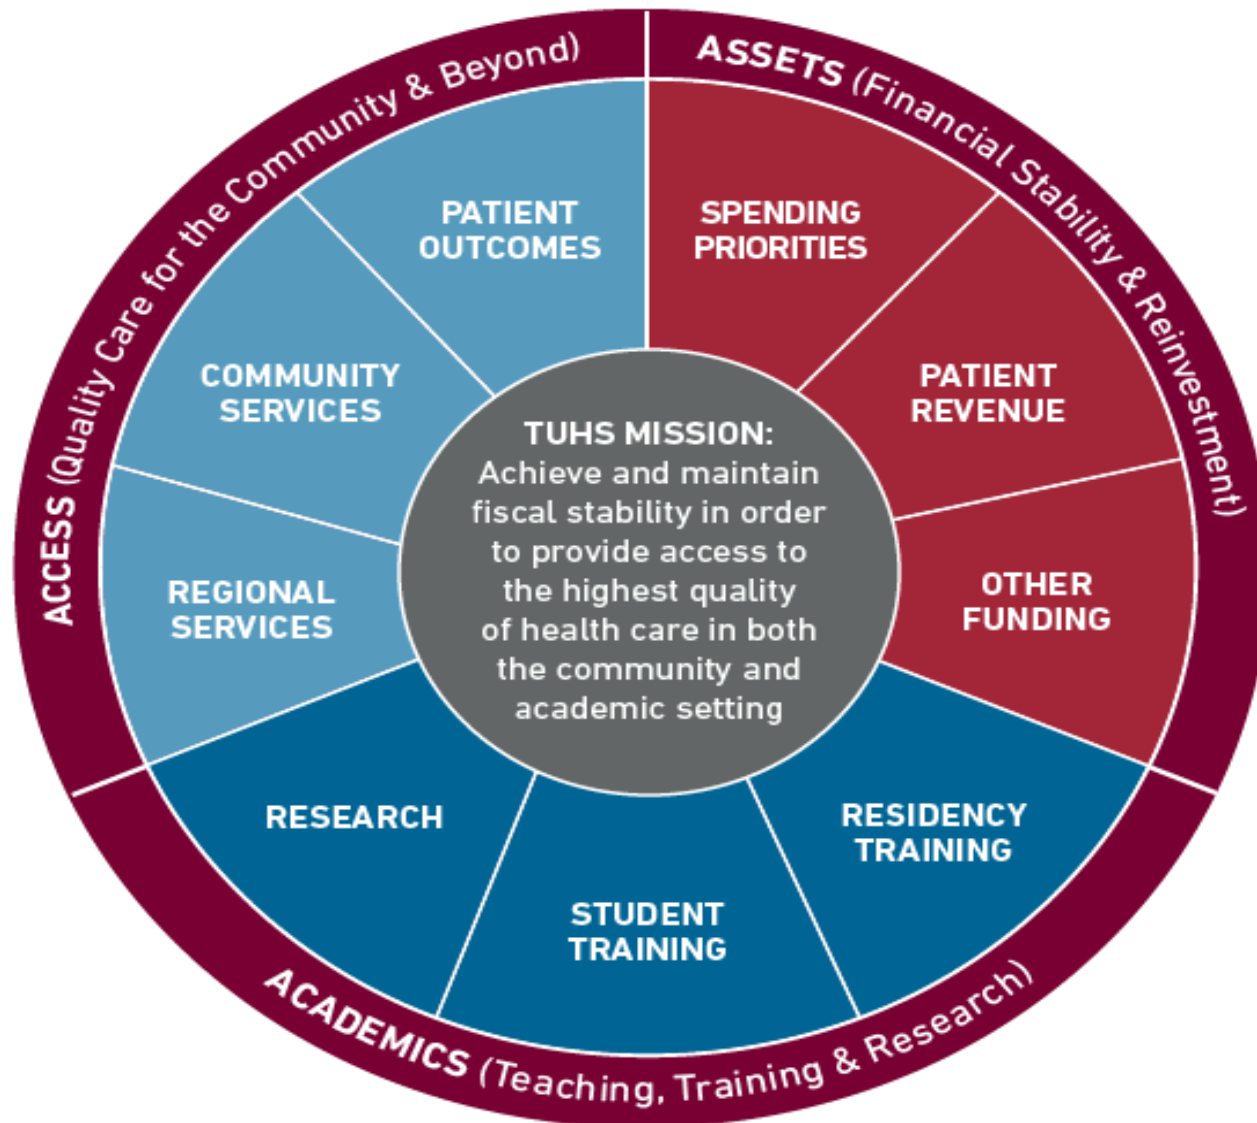 ACCESS (Quality Care for the Community & Beyond)
ASSETS (Financial Stability & Reinvestment)
ACADEMICS (Teaching, Training & Research)
PATIENT
OUTCOMES
SPENDING
PRIORITIES
COMMUNITY
SERVICES
PATIENT
REVENUE
REGIONAL
SERVICES
OTHER
FUNDING
TUHS MISSION:
Achieve and maintain
fiscal stability in order
to provide access to
the highest quality
of health care in both
the community and
academic setting
RESEARCH
STUDENT
TRAINING
RESIDENCY
TRAINING